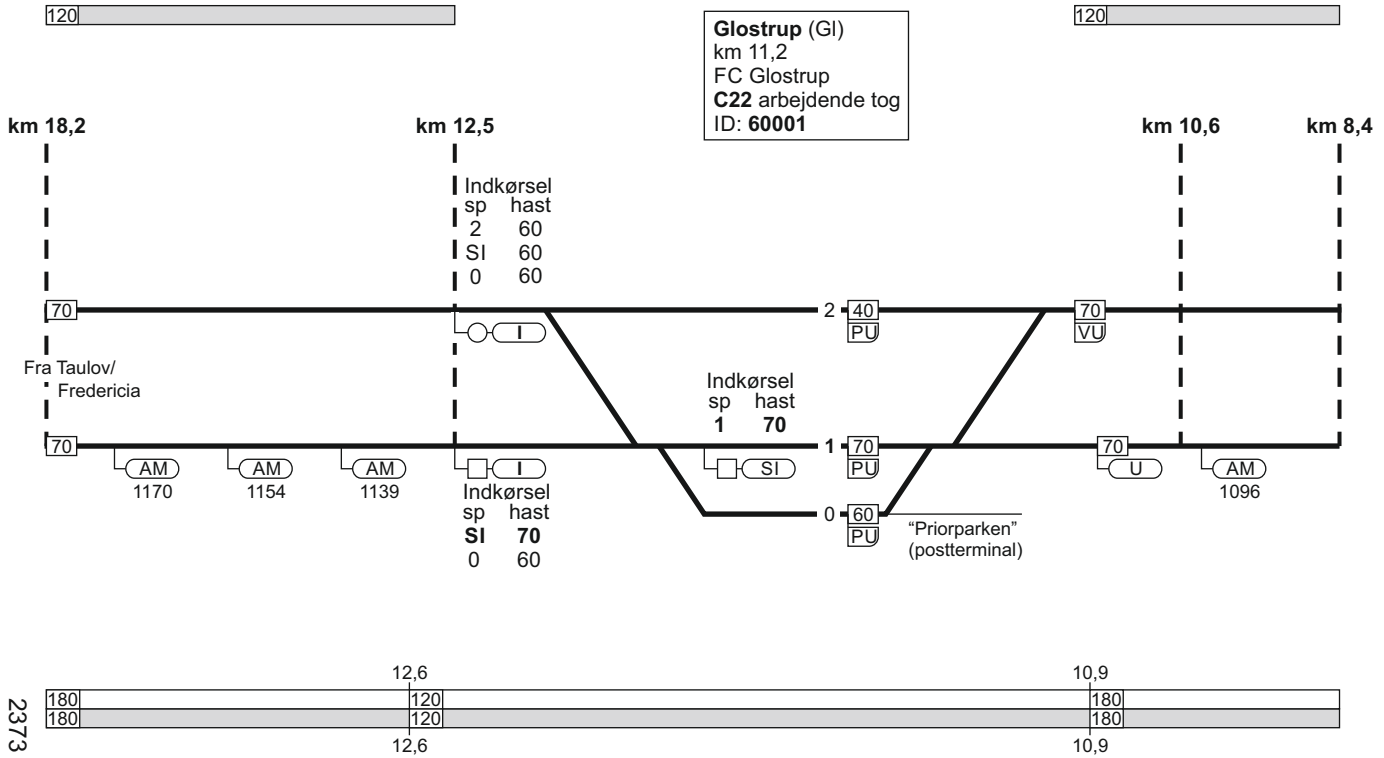 120
120
Glostrup (Gl)
km 11,2
FC Glostrup
C22 arbejdende tog
ID: 60001
km 18,2
km 12,5
km 10,6
km 8,4
Indkørsel
sp hast
2 60
SI 60
0 60
70
I
2
40
PU
70
VU
Fra Taulov/
Fredericia
Indkørsel
sp hast
1 70
70
AM
1170
AM
1154
AM
1139
I
Indkørsel
sp hast
SI 70
0 60
SI
1
70
PU
70
U
AM
1096
0
60
PU
"Priorparken"
(postterminal)
12,6
10,9
180
120
180
180
120
180
12,6
10,9
2373